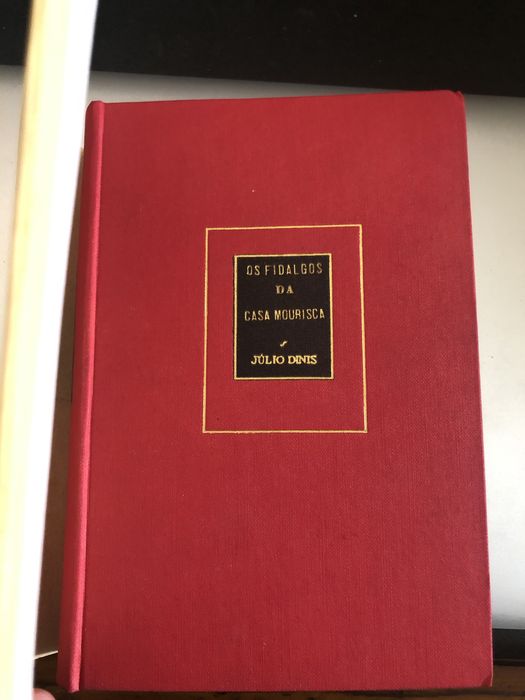 OS FIDALGOS
DA
CASA MOURISCA
JÚLIO DINIS